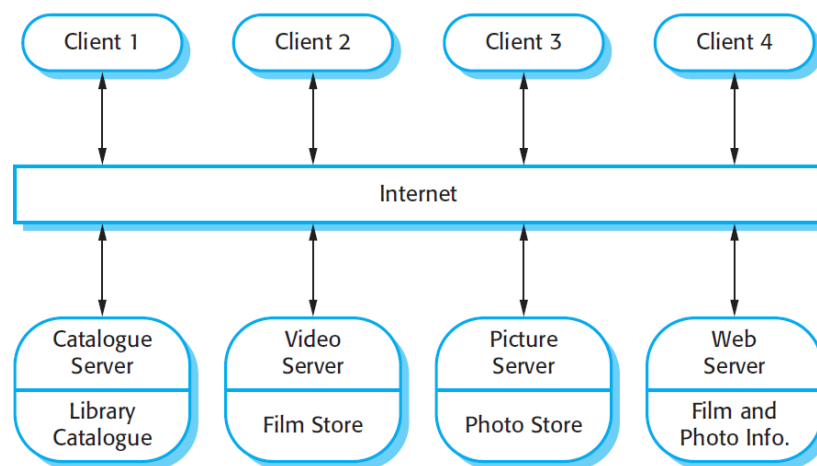 Client 1
Client 2
Client 3
Client 4
Internet
Catalogue
Server
Library
Catalogue
Video
Server
Film Store
Picture
Server
Photo Store
Web
Server
Film and
Photo Info.